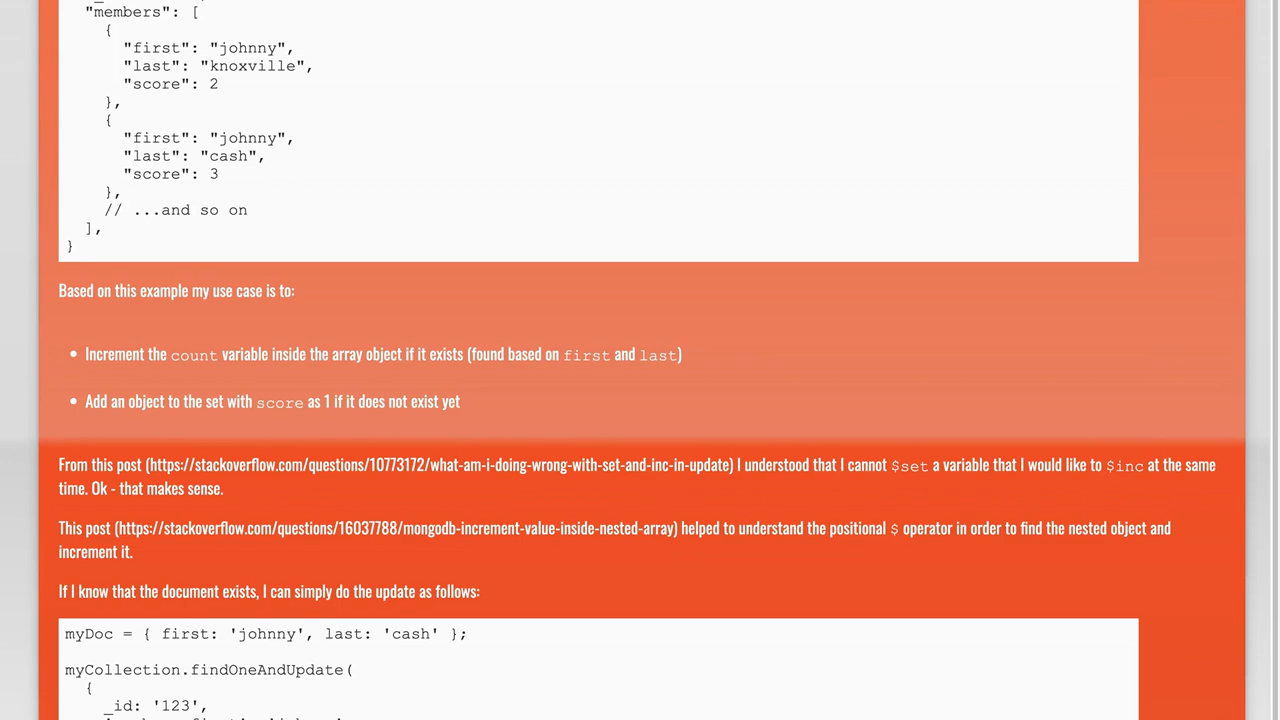 "members": [
{
"first": "johnny",
"last": "knoxville",
"score": 2
},
{
"first": "johnny",
"last": "cash",
"score": 3
},
// ...and so on
],
}
Based on this example my use case is to:
• Increment the count variable inside the array object if it exists (found based on first and last)
• Add an object to the set with score as 1 if it does not exist yet
From this post (https://stackoverflow.com/questions/10773172/what-am-i-doing-wrong-with-set-and-inc-in-update) I understood that I cannot $set a variable that I would like to $inc at the same
time. Ok - that makes sense.
This post (https://stackoverflow.com/questions/16037788/mongodb-increment-value-inside-nested-array) helped to understand the positional $ operator in order to find the nested object and
increment it.
If I know that the document exists, I can simply do the update as follows:
myDoc = { first: 'johnny', last: 'cash' };
myCollection.findOneAndUpdate(
{
_id: '123',